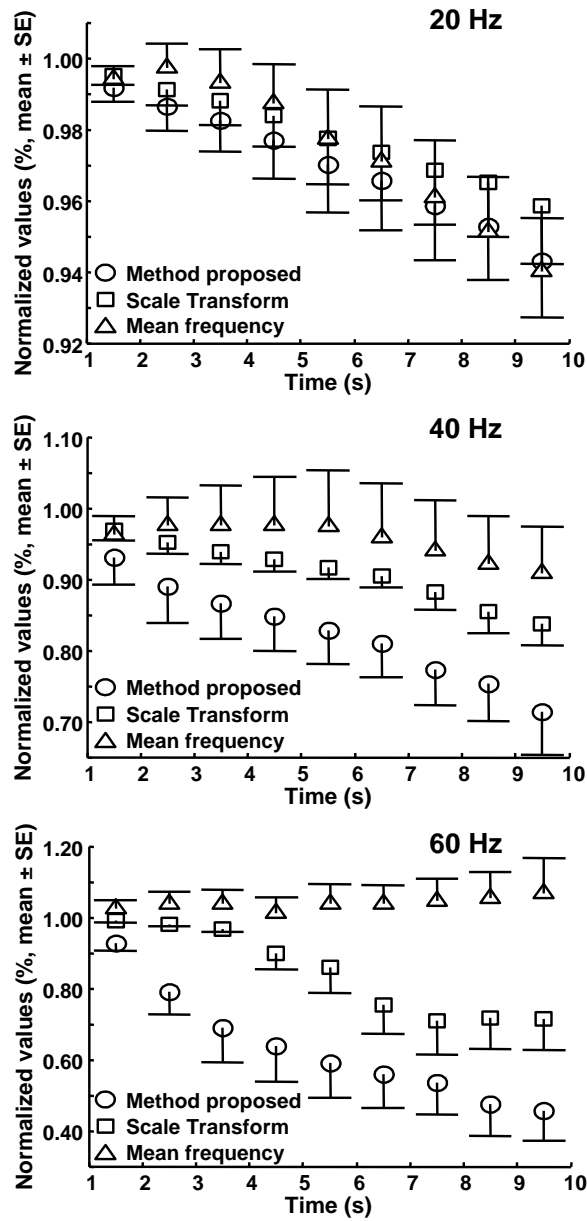 20 Hz
Normalized values (%, mean ± SE)
1.00
0.98
0.96
0.94
0.92
Method proposed
Scale Transform
Mean frequency
1 2 3 4 5 6 7 8 9 10
Time (s)
40 Hz
Normalized values (%, mean ± SE)
1.10
1.00
0.90
0.80
0.70
Method proposed
Scale Transform
Mean frequency
1 2 3 4 5 6 7 8 9 10
Time (s)
60 Hz
Normalized values (%, mean ± SE)
1.20
1.00
0.80
0.60
0.40
Method proposed
Scale Transform
Mean frequency
1 2 3 4 5 6 7 8 9 10
Time (s)